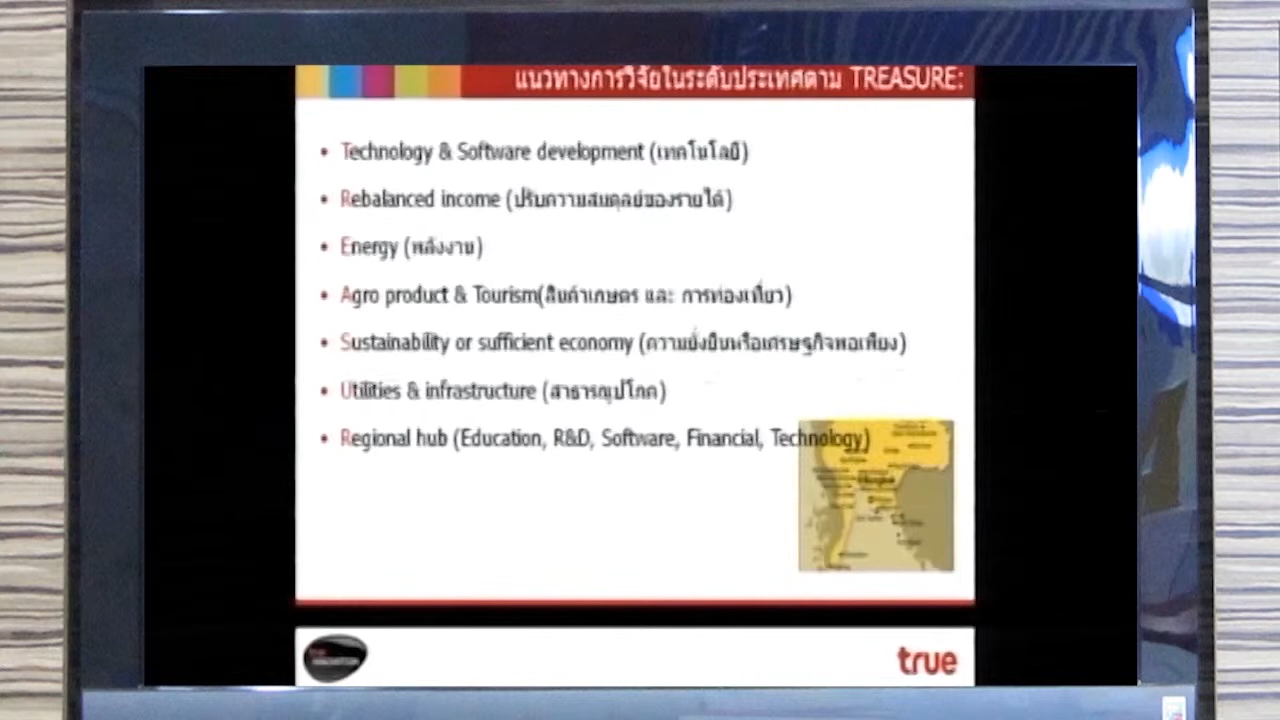 แนวทางการวิจัยในระดับประเทศตาม TREASURE:
• Technology & Software development (เทคโนโลยี)
• Rebalanced income (ปรับความสมดุลย์ของรายได้)
• Energy (พลังงาน)
• Agro product & Tourism(สินค้าเกษตร และ การท่องเที่ยว)
• Sustainability or sufficient economy (ความยั่งยืนหรือเศรษฐกิจพอเพียง)
• Utilities & infrastructure (สาธารณูปโภค)
• Regional hub (Education, R&D, Software, Financial, Technology)
true